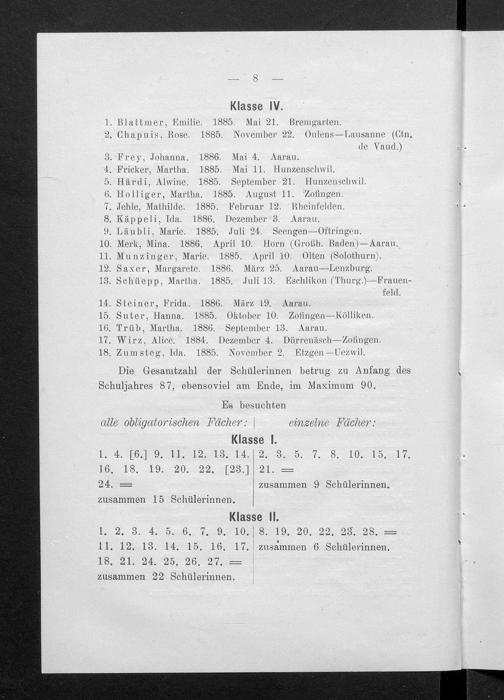 — 8 —
Klasse IV.
1. Blattmer, Emilie. 1885. Mai 21. Bremgarten.
2. Chapuis, Rose. 1885. November 22. Oulens—Lausanne (Ctn.
de Vaud.)
3. Frey, Johanna. 1886. Mai 4. Aarau.
4. Fricker, Martha. 1885. Mai 11. Hunzenschwil.
5. Härdi, Alwine. 1885. September 21. Hunzenschwil.
6. Holliger, Martha. 1885. August 11. Zofingen.
7. Jehle, Mathilde. 1885. Februar 12. Rheinfelden.
8. Käppeli, Ida. 1886. Dezember 3. Aarau.
9. Läubli, Marie. 1885. Juli 24. Seengen—Oftringen.
10. Merk, Mina. 1886. April 10. Horn (Großh. Baden)—Aarau.
11. Munzinger, Marie. 1885. April 10. Olten (Solothurn).
12. Saxer, Margarete. 1886. März 25. Aarau—Lenzburg.
13. Schüepp, Martha. 1885. Juli 13. Eschlikon (Thurg.)—Frauen-
feld.
14. Steiner, Frida. 1886. März 19. Aarau.
15. Suter, Hanna. 1885. Oktober 10. Zofingen—Kölliken.
16. Trüb, Martha. 1886. September 13. Aarau.
17. Wirz, Alice. 1884. Dezember 4. Dürrenäsch—Zofingen.
18. Zumsteg, Ida. 1885. November 2. Etzgen—Uezwil.
Die Gesamtzahl der Schülerinnen betrug zu Anfang des
Schuljahres 87, ebensoviel am Ende, im Maximum 90.
Es besuchten
alle obligatorischen Fächer: | einzelne Fächer:
Klasse I.
1. 4. [6.] 9. 11. 12. 13. 14.
16. 18. 19. 20. 22. [23.]
24. =
zusammen 15 Schülerinnen.
2. 3. 5. 7. 8. 10. 15. 17.
21. =
zusammen 9 Schülerinnen.
Klasse II.
1. 2. 3. 4. 5. 6. 7. 9. 10.
11. 12. 13. 14. 15. 16. 17.
18. 21. 24. 25. 26. 27. =
zusammen 22 Schülerinnen.
8. 19. 20. 22. 23. 28. =
zusammen 6 Schülerinnen.